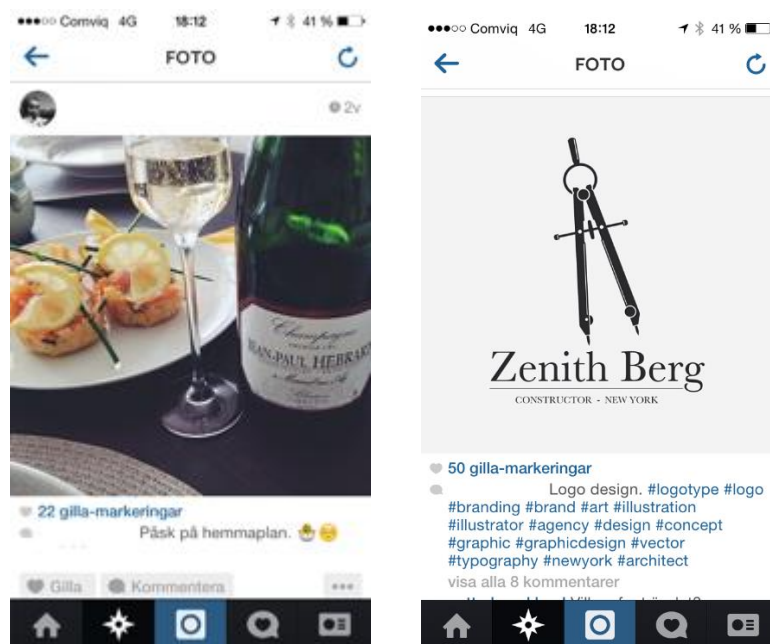 Comviq 4G 18:12 41 %
FOTO
2v
Champagne
JEAN-PAUL HEBRART
22 gilla-markeringar
Påsk på hemmaplan.
Gilla
Kommentera
Comviq 4G 18:12 41 %
FOTO
Zenith Berg
CONSTRUCTOR - NEW YORK
50 gilla-markeringar
Logo design. #logotype #logo
#branding #brand #art #illustration
#illustrator #agency #design #concept
#graphic #graphicdesign #vector
#typography #newyork #architect
visa alla 8 kommentarer